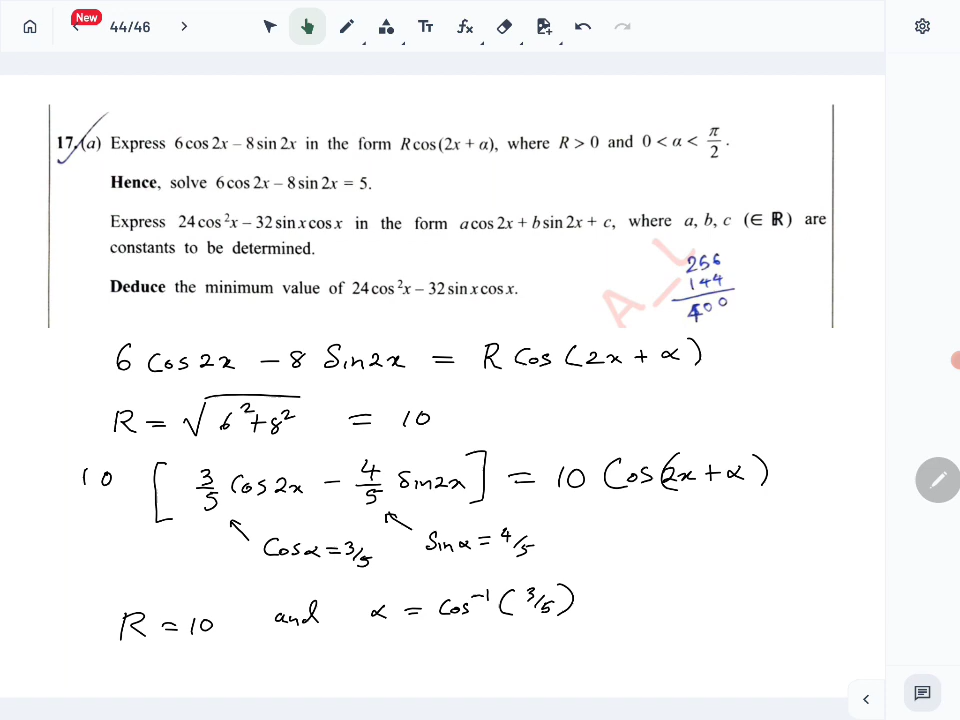 New
44/46
Tт
fx
17. (a) Express 6 cos 2x – 8 sin 2x in the form R cos (2x + α), where R > 0 and 0 < α < π/2.
Hence, solve 6 cos 2x – 8 sin 2x = 5.
Express 24 cos²x – 32 sin x cos x in the form a cos 2x + b sin 2x + c, where a, b, c (∈ ℝ) are
constants to be determined.
Deduce the minimum value of 24 cos²x – 32 sin x cos x.
256
144
400
A L
6 Cos 2x – 8 Sin 2x = R Cos (2x + α)
R = √(6² + 8²) = 10
10 [ 3/5 Cos 2x – 4/5 Sin 2x ] = 10 Cos (2x + α)
Cos α = 3/5 Sin α = 4/5
R = 10 and α = Cos⁻¹ (3/5)